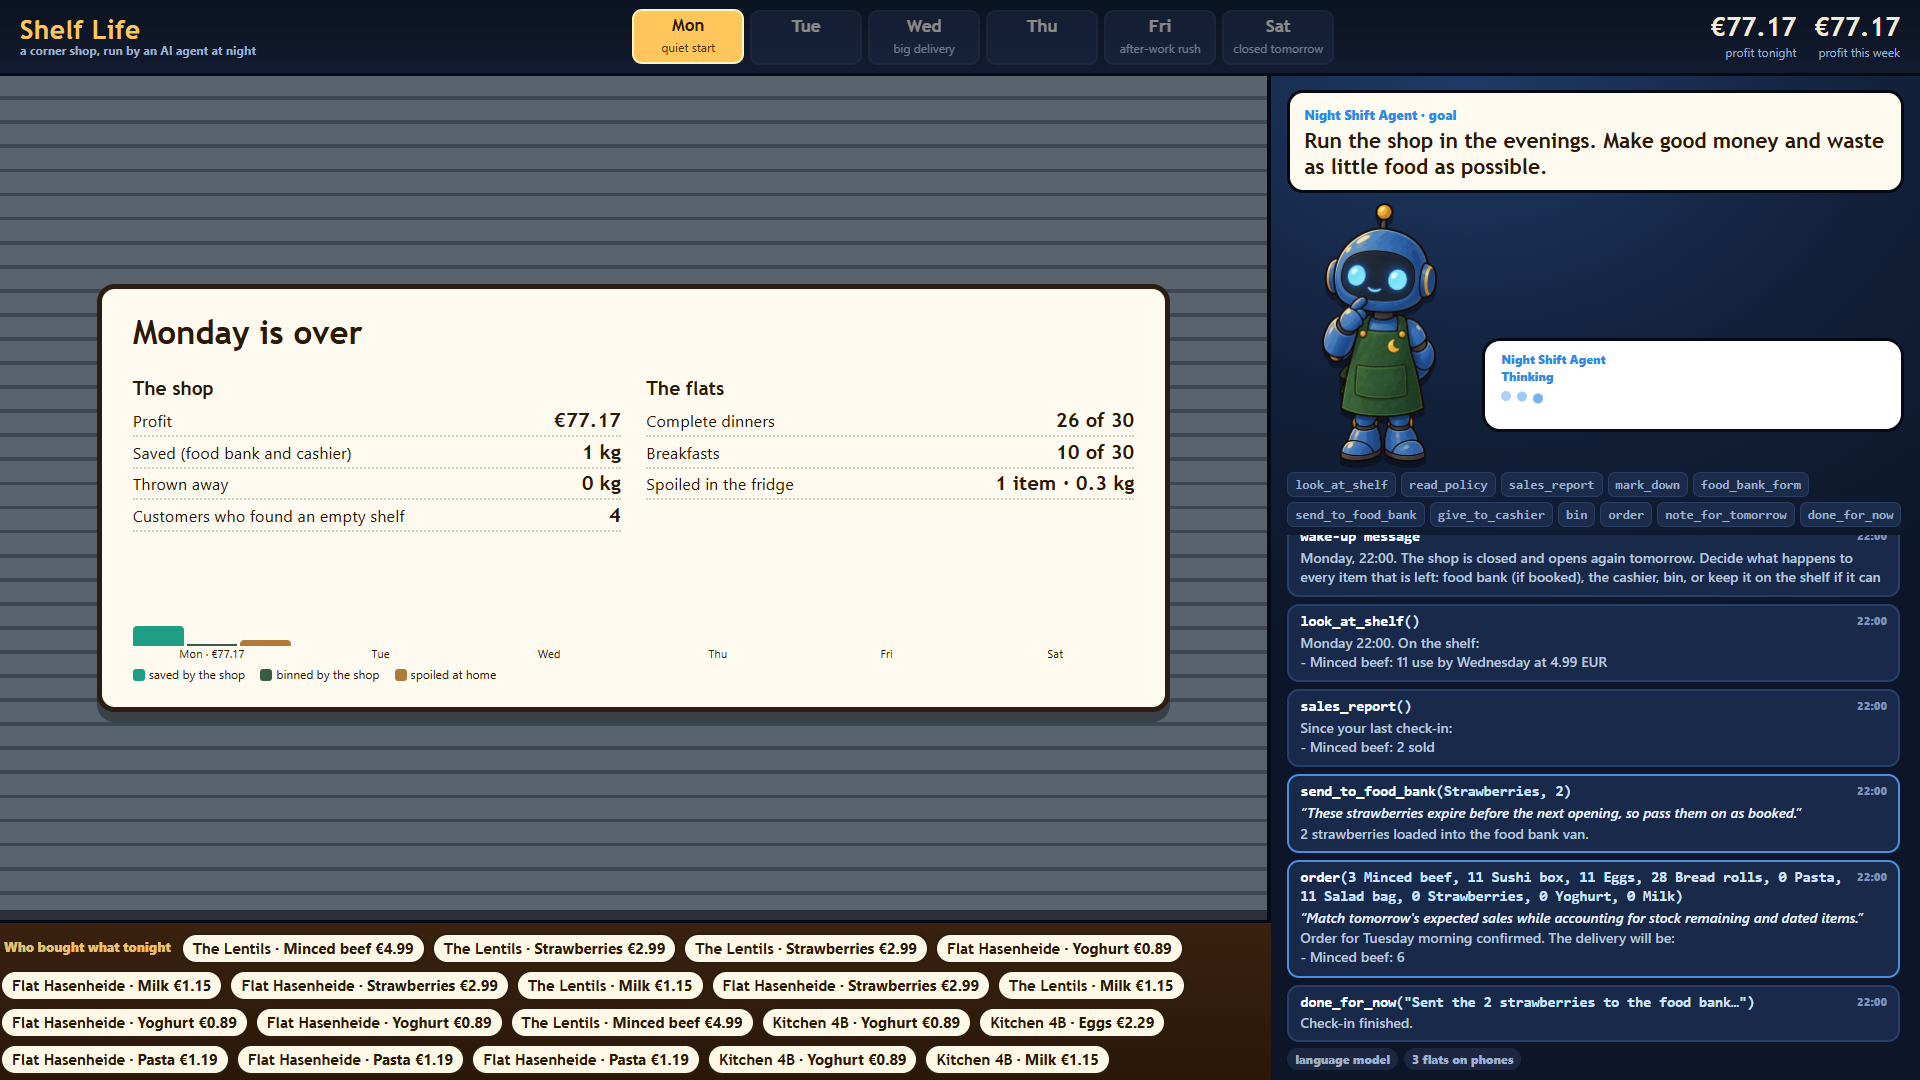 Shelf Life
a corner shop, run by an AI agent at night
Mon
quiet start
Tue
Wed
big delivery
Thu
Fri
after-work rush
Sat
closed tomorrow
€77.17
profit tonight
€77.17
profit this week
Monday is over
The shop
Profit €77.17
Saved (food bank and cashier) 1 kg
Thrown away 0 kg
Customers who found an empty shelf 4
The flats
Complete dinners 26 of 30
Breakfasts 10 of 30
Spoiled in the fridge 1 item · 0.3 kg
Mon · €77.17 Tue Wed Thu Fri Sat
saved by the shop binned by the shop spoiled at home
Who bought what tonight The Lentils · Minced beef €4.99 The Lentils · Strawberries €2.99 The Lentils · Strawberries €2.99 Flat Hasenheide · Yoghurt €0.89
Flat Hasenheide · Milk €1.15 Flat Hasenheide · Strawberries €2.99 The Lentils · Milk €1.15 Flat Hasenheide · Strawberries €2.99 The Lentils · Milk €1.15
Flat Hasenheide · Yoghurt €0.89 Flat Hasenheide · Yoghurt €0.89 The Lentils · Minced beef €4.99 Kitchen 4B · Yoghurt €0.89 Kitchen 4B · Eggs €2.29
Flat Hasenheide · Pasta €1.19 Flat Hasenheide · Pasta €1.19 Flat Hasenheide · Pasta €1.19 Kitchen 4B · Yoghurt €0.89 Kitchen 4B · Milk €1.15
Night Shift Agent · goal
Run the shop in the evenings. Make good money and waste
as little food as possible.
Night Shift Agent
Thinking
look_at_shelf read_policy sales_report mark_down food_bank_form
send_to_food_bank give_to_cashier bin order note_for_tomorrow done_for_now
wake-up message 22:00
Monday, 22:00. The shop is closed and opens again tomorrow. Decide what happens to
every item that is left: food bank (if booked), the cashier, bin, or keep it on the shelf if it can
look_at_shelf() 22:00
Monday 22:00. On the shelf:
- Minced beef: 11 use by Wednesday at 4.99 EUR
sales_report() 22:00
Since your last check-in:
- Minced beef: 2 sold
send_to_food_bank(Strawberries, 2) 22:00
“These strawberries expire before the next opening, so pass them on as booked.”
2 strawberries loaded into the food bank van.
order(3 Minced beef, 11 Sushi box, 11 Eggs, 28 Bread rolls, 0 Pasta, 22:00
11 Salad bag, 0 Strawberries, 0 Yoghurt, 0 Milk)
“Match tomorrow's expected sales while accounting for stock remaining and dated items.”
Order for Tuesday morning confirmed. The delivery will be:
- Minced beef: 6
done_for_now("Sent the 2 strawberries to the food bank…") 22:00
Check-in finished.
language model 3 flats on phones